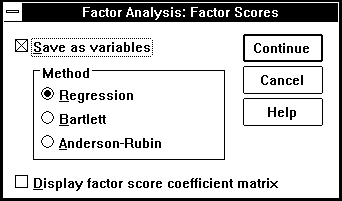 Factor Analysis: Factor Scores
Save as variables
Method
Regression
Bartlett
Anderson-Rubin
Display factor score coefficient matrix
Continue
Cancel
Help